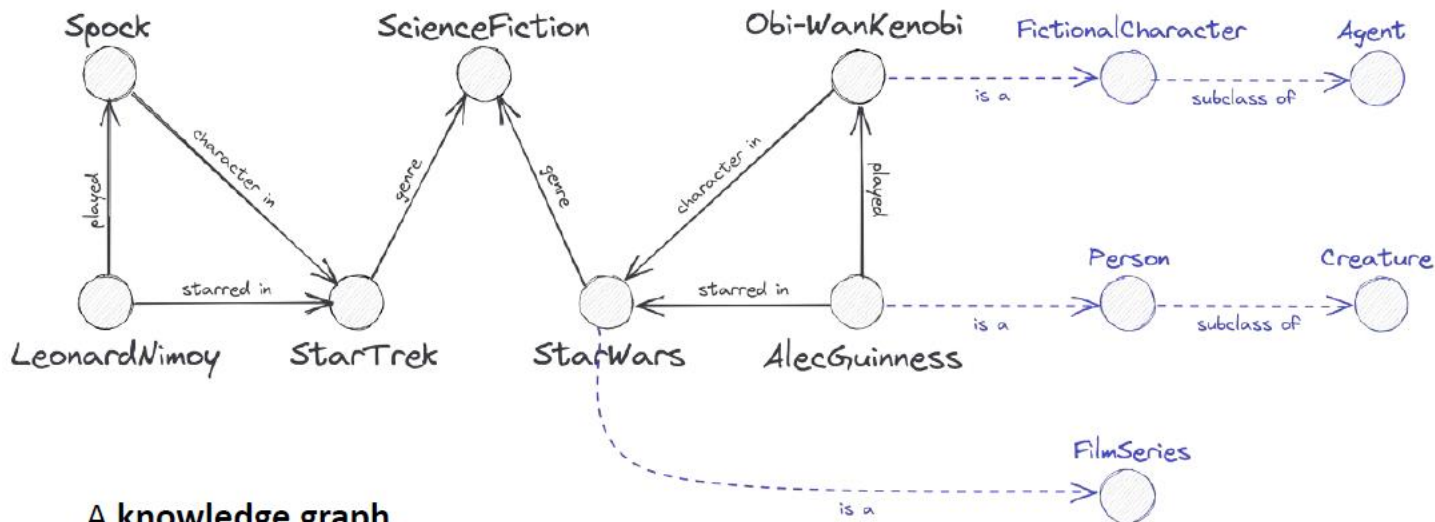 Spock
ScienceFiction
Obi-WanKenobi
FictionalCharacter
Agent
is a
subclass of
character in
genre
genre
character in
played
played
starred in
starred in
Person
Creature
is a
subclass of
LeonardNimoy
StarTrek
StarWars
AlecGuinness
FilmSeries
is a
A knowledge graph